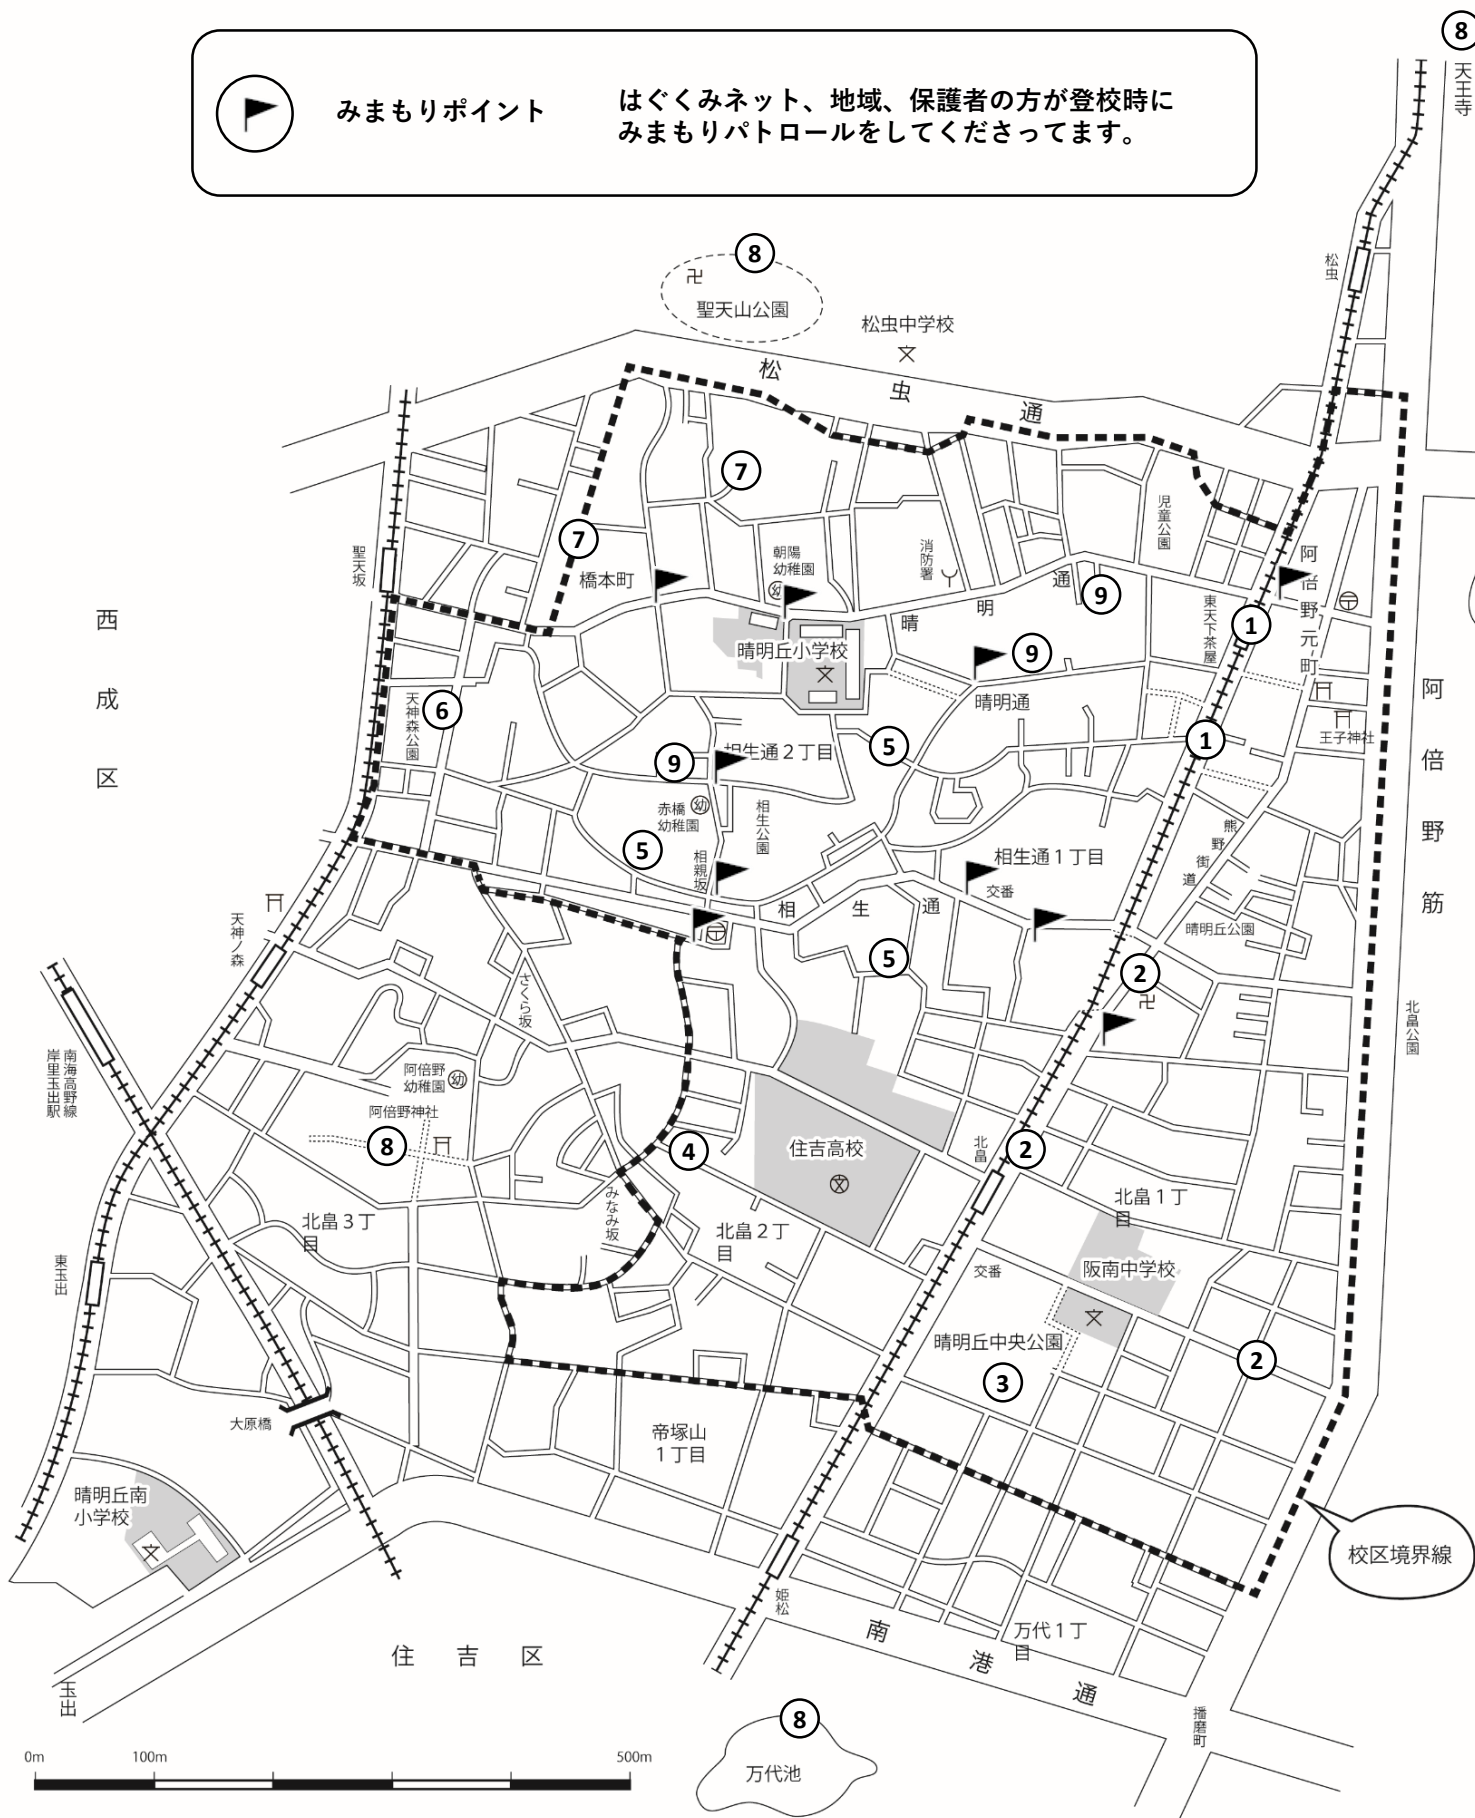 ⑧
天王寺
みまもりポイント
はぐくみネット、地域、保護者の方が登校時に
みまもりパトロールをしてくださってます。
松虫
⑧
卍
聖天山公園
松虫中学校
文
松虫通
⑦
⑦
児童公園
聖天坂
橋本町
朝陽
幼稚園
幼
消防署
晴明通
⑨
阿倍野元町
東天下茶屋
①
西成区
晴明丘小学校
文
⑨
晴明通
阿倍野筋
天神森公園
⑥
⑤
①
王子神社
相生通2丁目
⑨
赤橋
幼稚園
幼
相生公園
熊野街道
⑤
相親坂
相生通1丁目
交番
相生通
晴明丘公園
天神ノ森
⑤
②
卍
さくら坂
北畠公園
南海高野線
岸里玉出駅
阿倍野
幼稚園
幼
阿倍野神社
⑧
④
住吉高校
文
北畠
②
みなみ坂
北畠1丁
目
北畠3丁
目
北畠2丁
目
東玉出
交番
阪南中学校
文
晴明丘中央公園
③
②
大原橋
帝塚山
1丁目
晴明丘南
小学校
文
校区境界線
姫松
万代1丁
目
南港通
住吉区
玉出
播磨町
⑧
万代池
0m 100m 500m